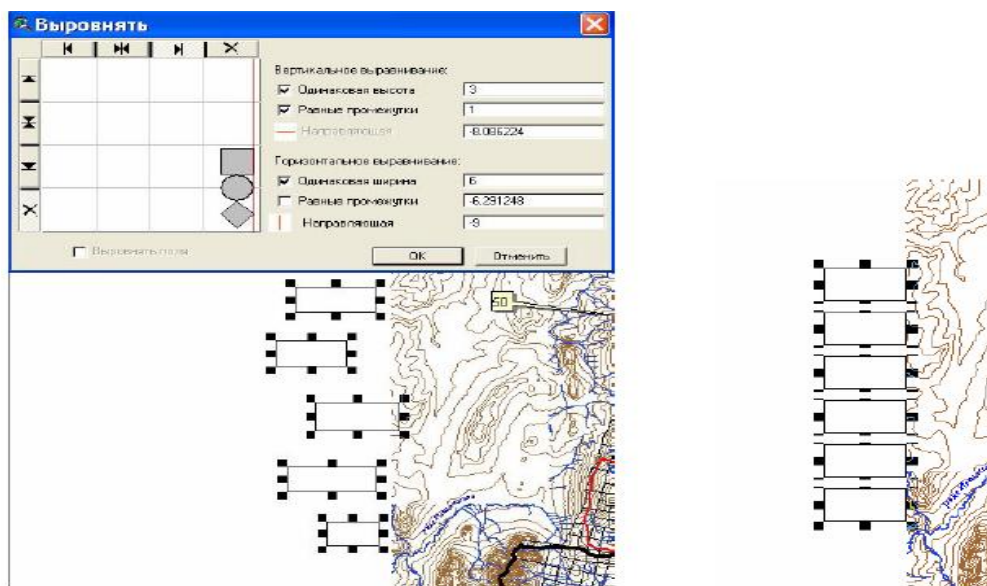 Выровнять
Вертикальное выравнивание:
Одинаковая высота 3
Равные промежутки 1
Направляющая -8.086224
Горизонтальное выравнивание:
Одинаковая ширина 6
Равные промежутки -6.291248
Направляющая -9
Выровнять поля
OK Отменить
50